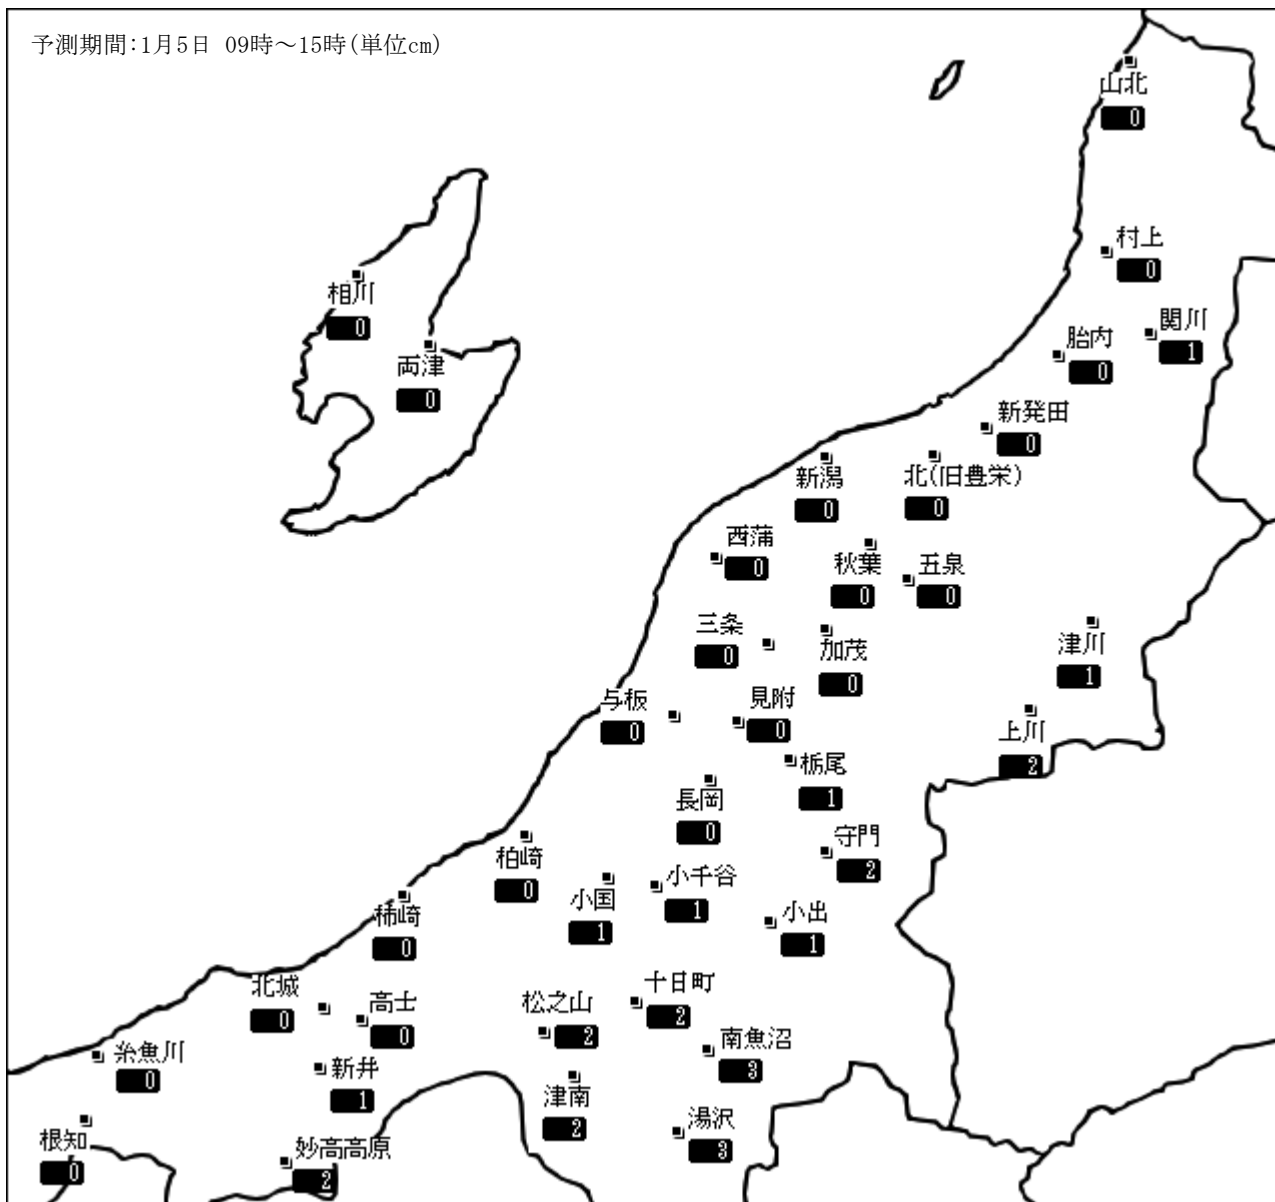 予測期間:1月5日 09時～15時(単位cm)
山北
0
村上
0
相川
0
関川
1
胎内
0
両津
0
新発田
0
新潟
0
北(旧豊栄)
0
西蒲
0
秋葉
0
五泉
0
三条
0
加茂
0
津川
1
与板
0
見附
0
上川
2
栃尾
1
長岡
0
守門
2
柏崎
0
小千谷
1
小国
1
小出
1
柿崎
0
北城
0
高士
0
松之山
2
十日町
2
南魚沼
3
糸魚川
0
新井
1
津南
2
湯沢
3
根知
0
妙高高原
2